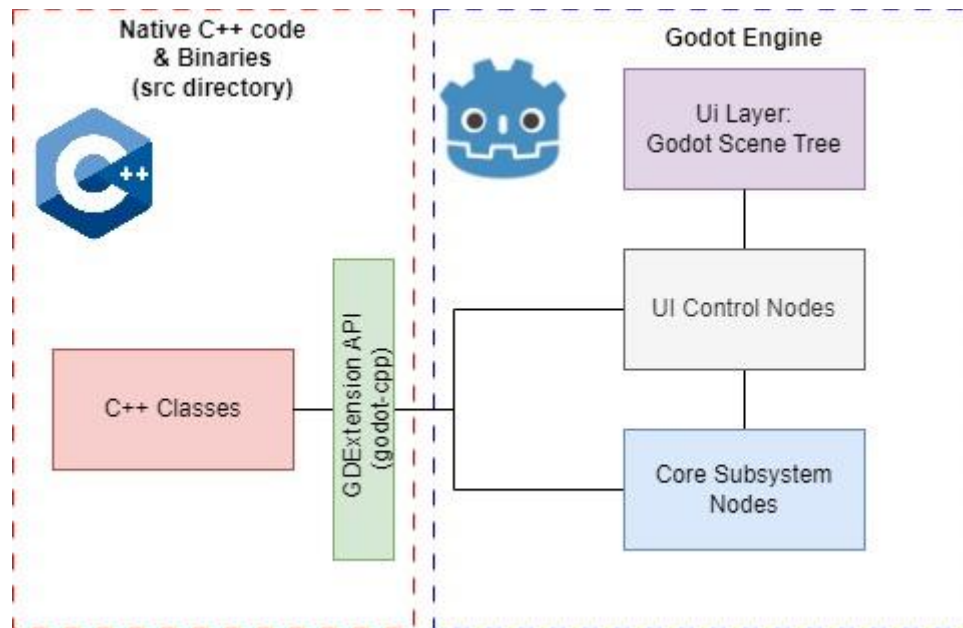 Native C++ code
& Binaries
(src directory)
C++
C++ Classes
GDExtension API
(godot-cpp)
Godot Engine
Ui Layer:
Godot Scene Tree
UI Control Nodes
Core Subsystem
Nodes